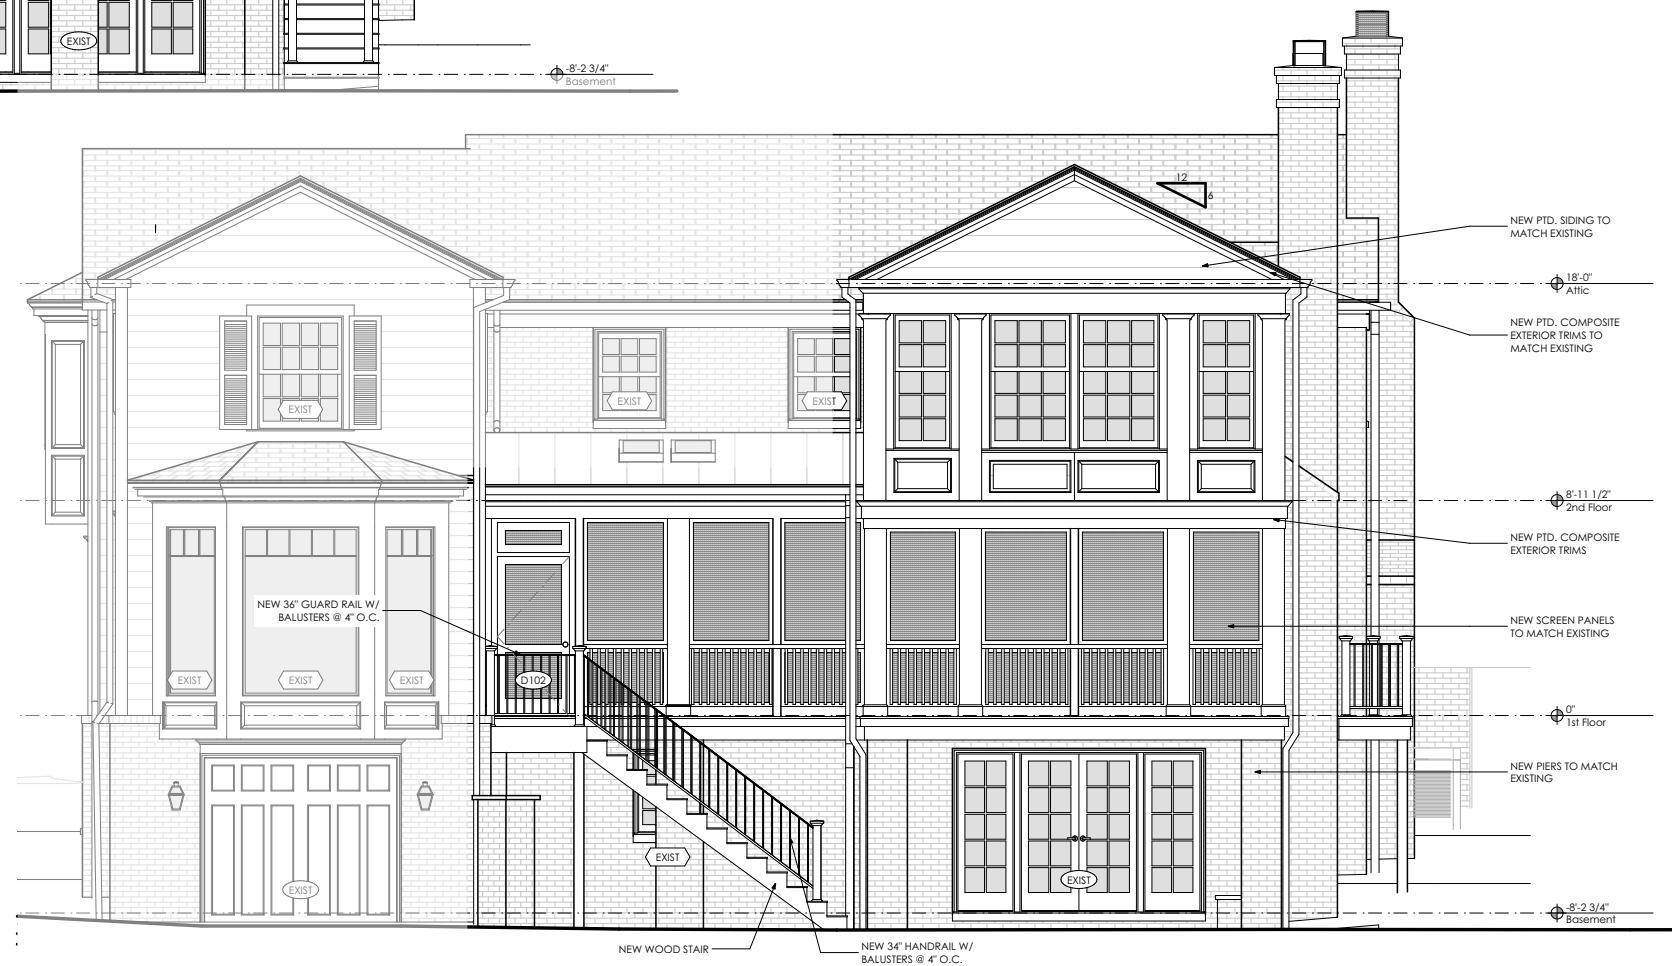 EXIST
-8'-2 3/4"
Basement
12
6
NEW PTD. SIDING TO
MATCH EXISTING
18'-0"
Attic
NEW PTD. COMPOSITE
EXTERIOR TRIMS TO
MATCH EXISTING
EXIST
EXIST
EXIST
8'-11 1/2"
2nd Floor
NEW PTD. COMPOSITE
EXTERIOR TRIMS
NEW 36" GUARD RAIL W/
BALUSTERS @ 4" O.C.
NEW SCREEN PANELS
TO MATCH EXISTING
EXIST
EXIST
EXIST
D102
0"
1st Floor
NEW PIERS TO MATCH
EXISTING
EXIST
EXIST
EXIST
-8'-2 3/4"
Basement
NEW WOOD STAIR
NEW 34" HANDRAIL W/
BALUSTERS @ 4" O.C.